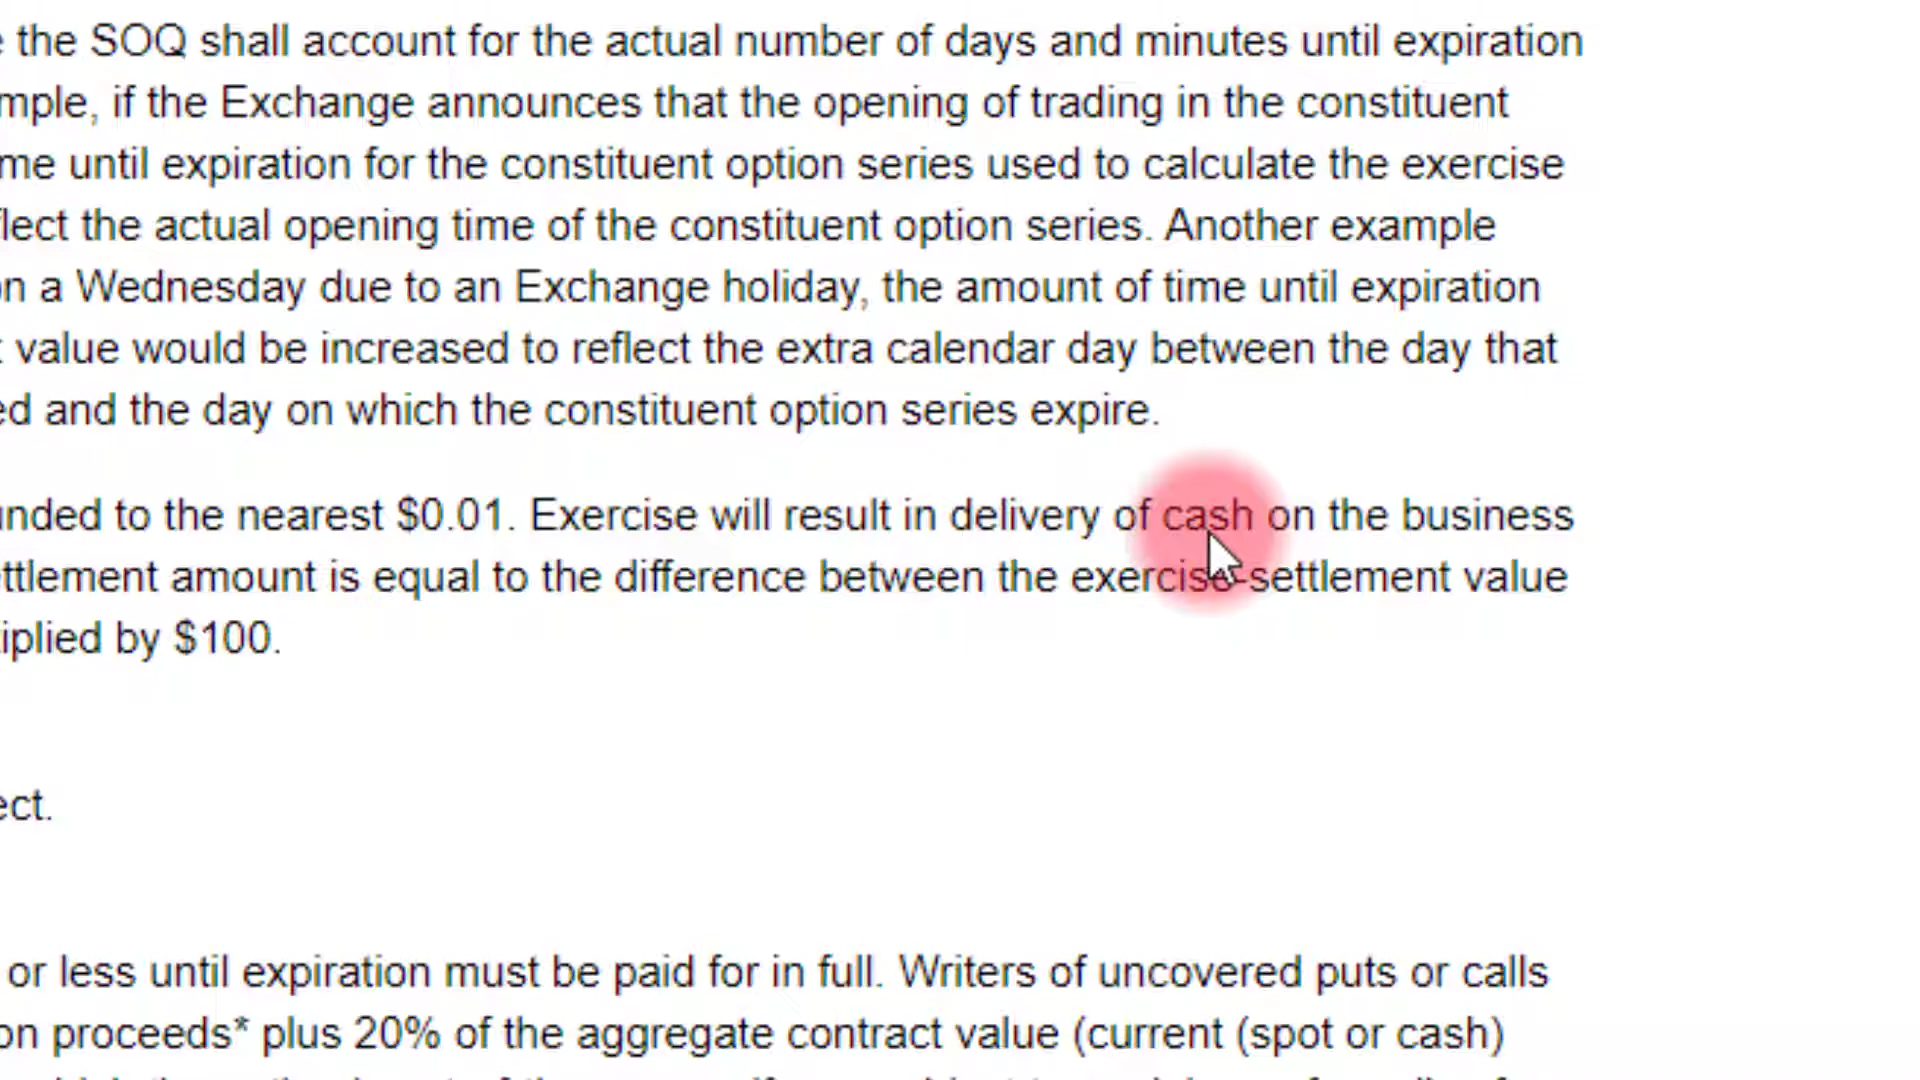 the SOQ shall account for the actual number of days and minutes until expiration
mple, if the Exchange announces that the opening of trading in the constituent
me until expiration for the constituent option series used to calculate the exercise
flect the actual opening time of the constituent option series. Another example
n a Wednesday due to an Exchange holiday, the amount of time until expiration
value would be increased to reflect the extra calendar day between the day that
ed and the day on which the constituent option series expire.
unded to the nearest $0.01. Exercise will result in delivery of cash on the business
ettlement amount is equal to the difference between the exercise-settlement value
tiplied by $100.
ect.
or less until expiration must be paid for in full. Writers of uncovered puts or calls
on proceeds* plus 20% of the aggregate contract value (current (spot or cash)